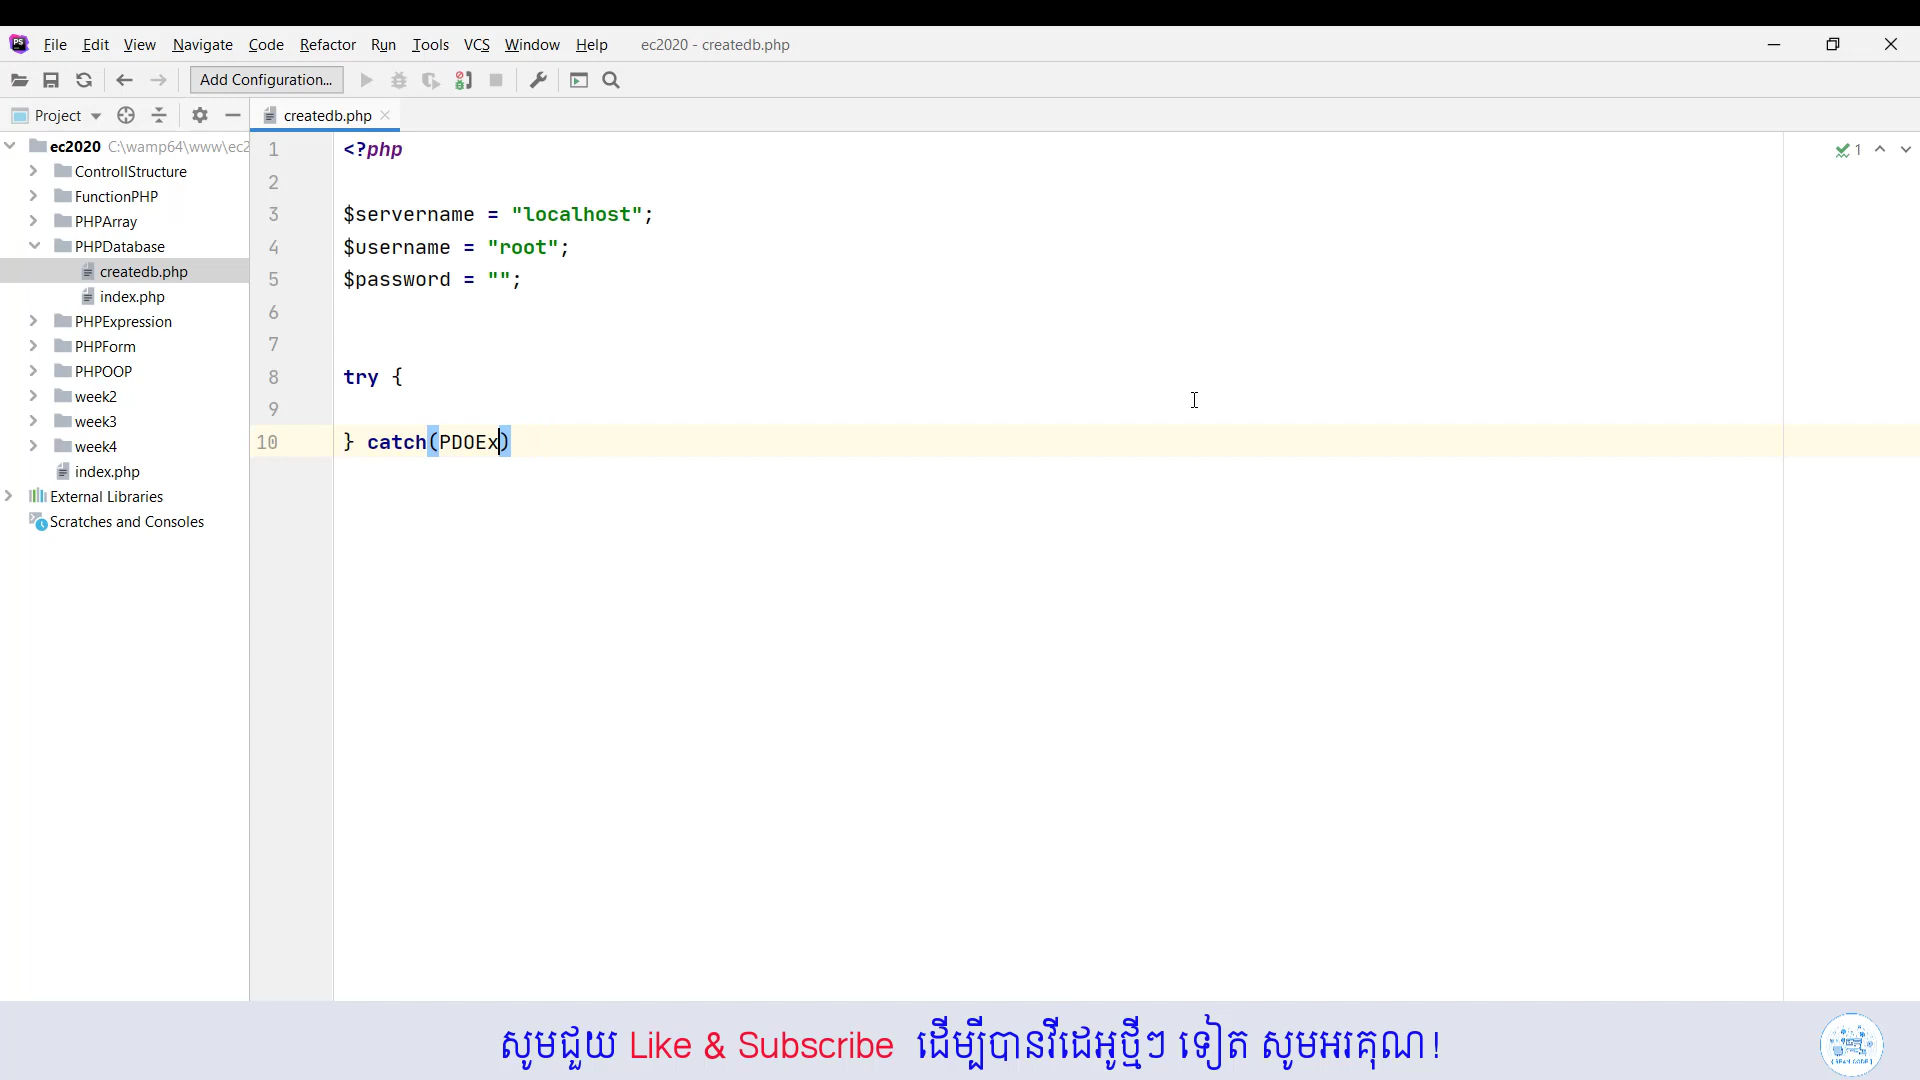 File Edit View Navigate Code Refactor Run Tools VCS Window Help ec2020 - createdb.php
Add Configuration...
Project
createdb.php
ec2020 C:\wamp64\www\ec2
ControllStructure
FunctionPHP
PHPArray
PHPDatabase
createdb.php
index.php
PHPExpression
PHPForm
PHPOOP
week2
week3
week4
index.php
External Libraries
Scratches and Consoles
1 <?php
2
3 $servername = "localhost";
4 $username = "root";
5 $password = "";
6
7
8 try {
9
10 } catch(PDOEx)
1
សូមជួយ Like & Subscribe ដើម្បីបានវីដេអូថ្មីៗ ទៀត សូមអរគុណ!